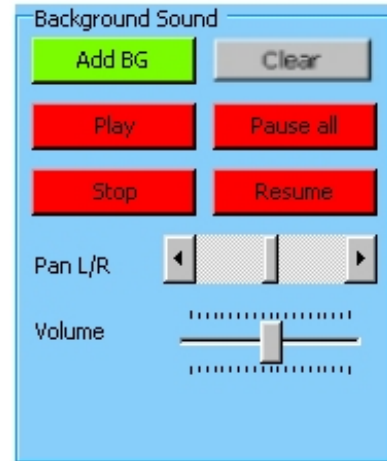 Background Sound
Add BG Clear
Play Pause all
Stop Resume
Pan L/R
Volume